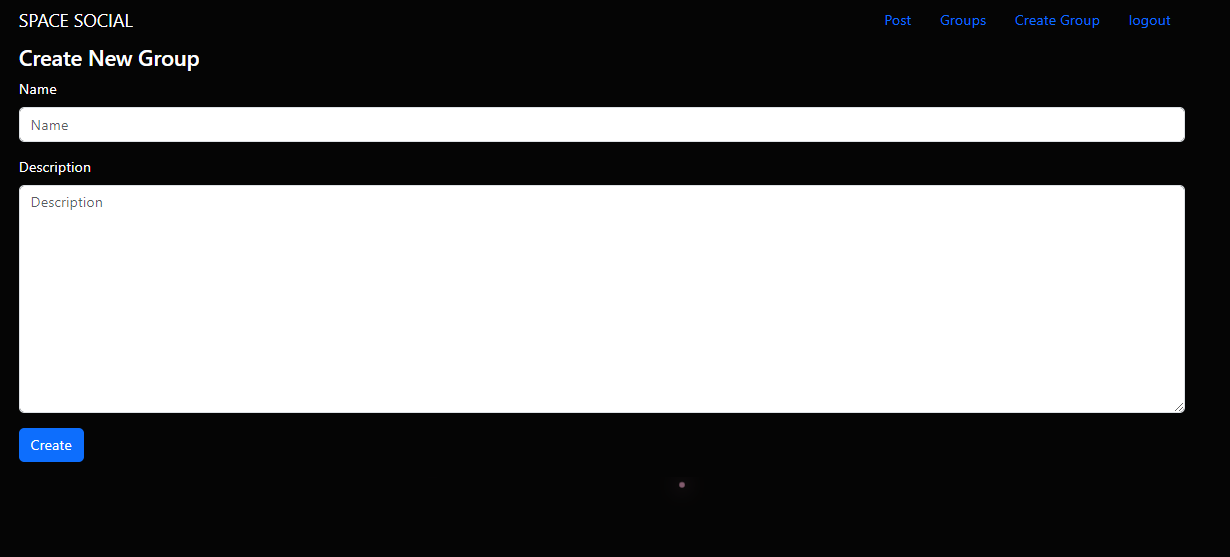 SPACE SOCIAL Post Groups Create Group logout
Create New Group
Name
Name
Description
Description
Create